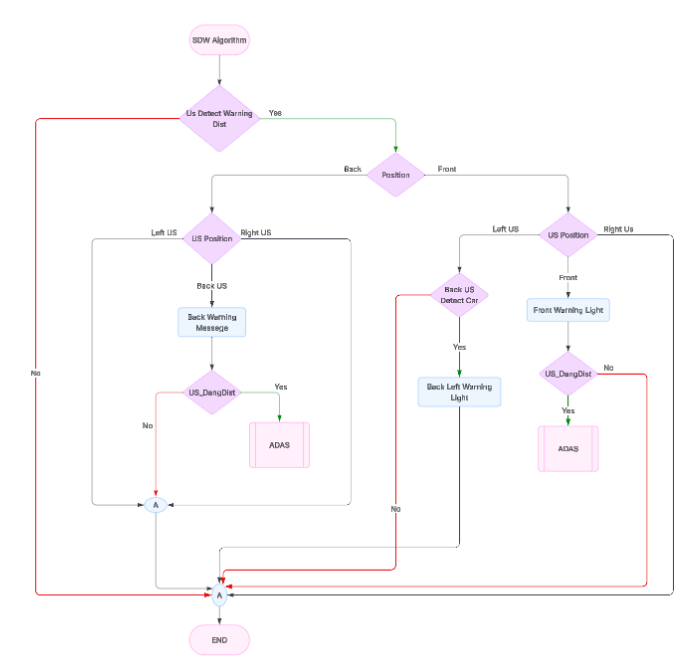 SDW Algorithm
Us Detect Warning
Dist
Yes
Position
Back
Front
US Position
Left US
Right US
Back US
Back Warning
Message
US_DangDist
Yes
No
ADAS
A
US Position
Left US
Right Us
Front
Back US
Detect Car
Front Warning Light
Yes
Back Left Warning
Light
US_DangDist
No
Yes
ADAS
No
No
A
END